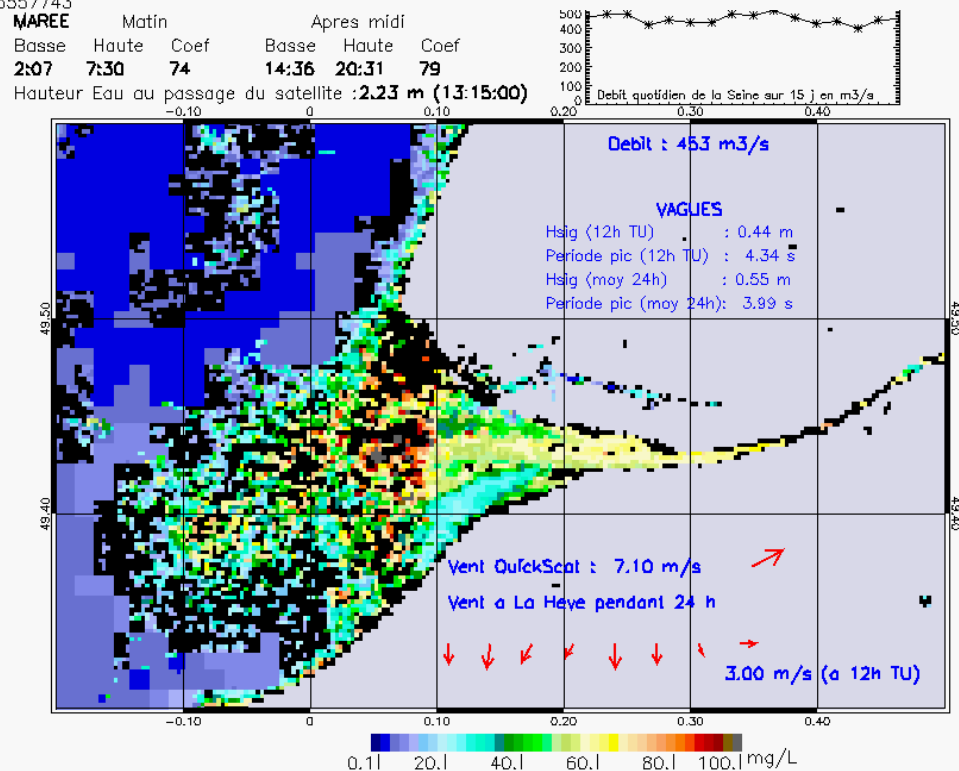 MAREE Matin Apres midi
Basse Haute Coef Basse Haute Coef
2:07 7:30 74 14:36 20:31 79
Hauteur Eau au passage du satellite :2.23 m (13:15:00)
500
400
300
200
100
0
Debit quotidien de la Seine sur 15 j en m3/s
-0.10 0 0.10 0.20 0.30 0.40
Debit : 453 m3/s
VAGUES
Hsig (12h TU) : 0.44 m
Periode pic (12h TU) : 4.34 s
Hsig (moy 24h) : 0.55 m
Periode pic (moy 24h): 3.99 s
49.50 49.50
49.40 49.40
Vent QuickScat : 7.10 m/s
Vent a La Heve pendant 24 h
3.00 m/s (a 12h TU)
-0.10 0 0.10 0.20 0.30 0.40
0.1 20.1 40.1 60.1 80.1 100.1 mg/L